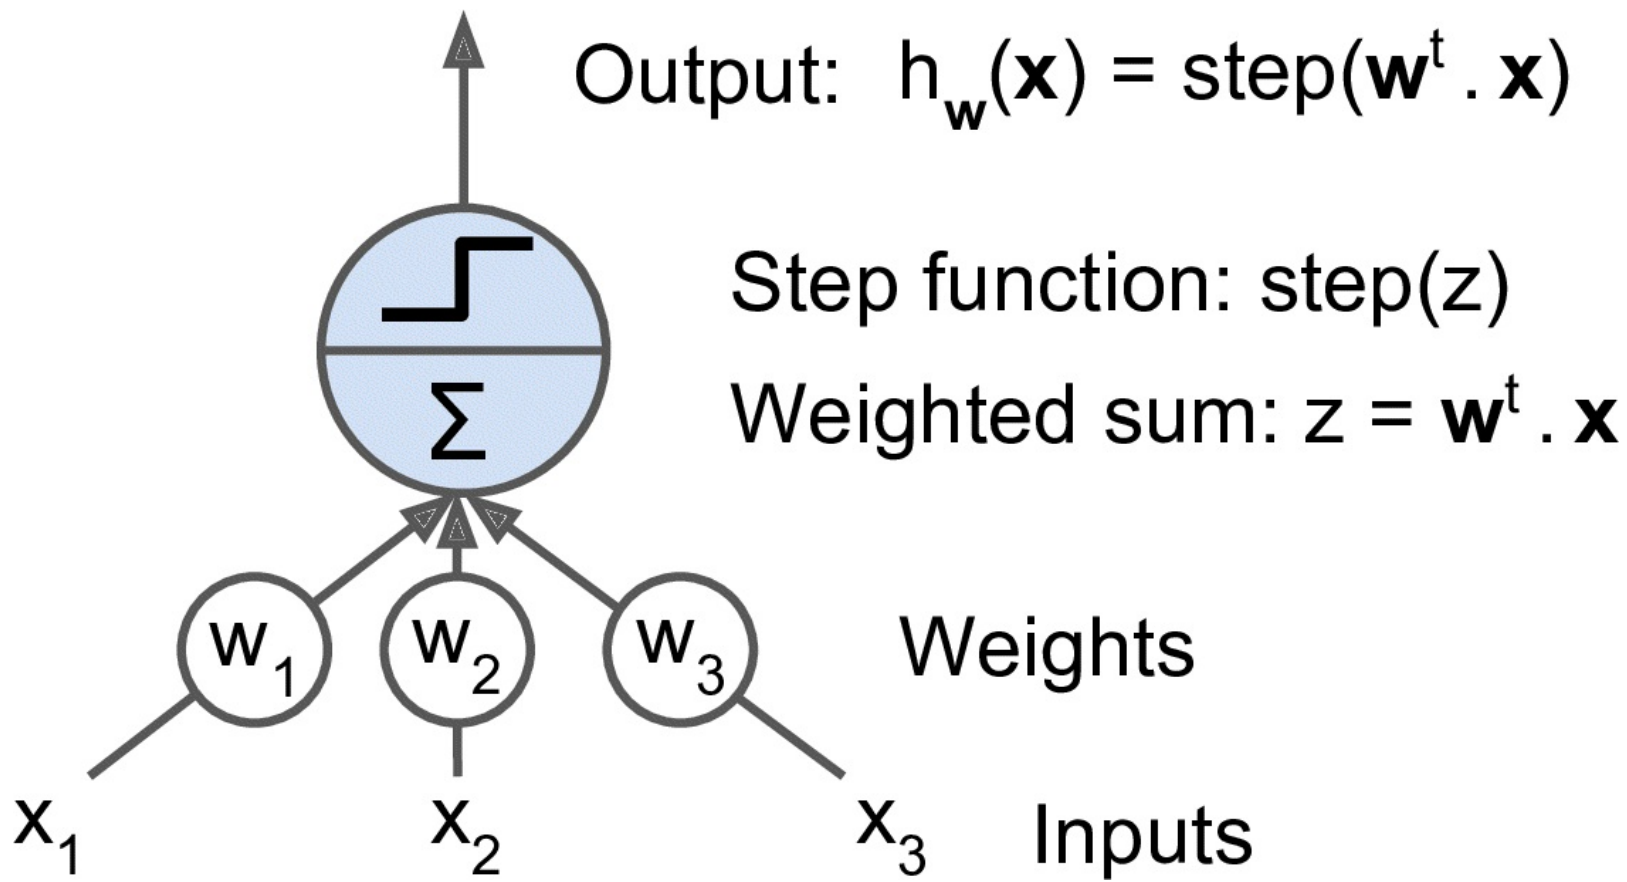 Output: h_w(x) = step(w^t . x)
Step function: step(z)
Σ
Weighted sum: z = w^t . x
w_1 w_2 w_3 Weights
x_1 x_2 x_3 Inputs